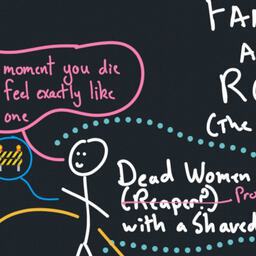 moment you die
feel exactly like
one
FA
A
R
(The
Dead Women
(Reaper?) Pro
with a Shaved